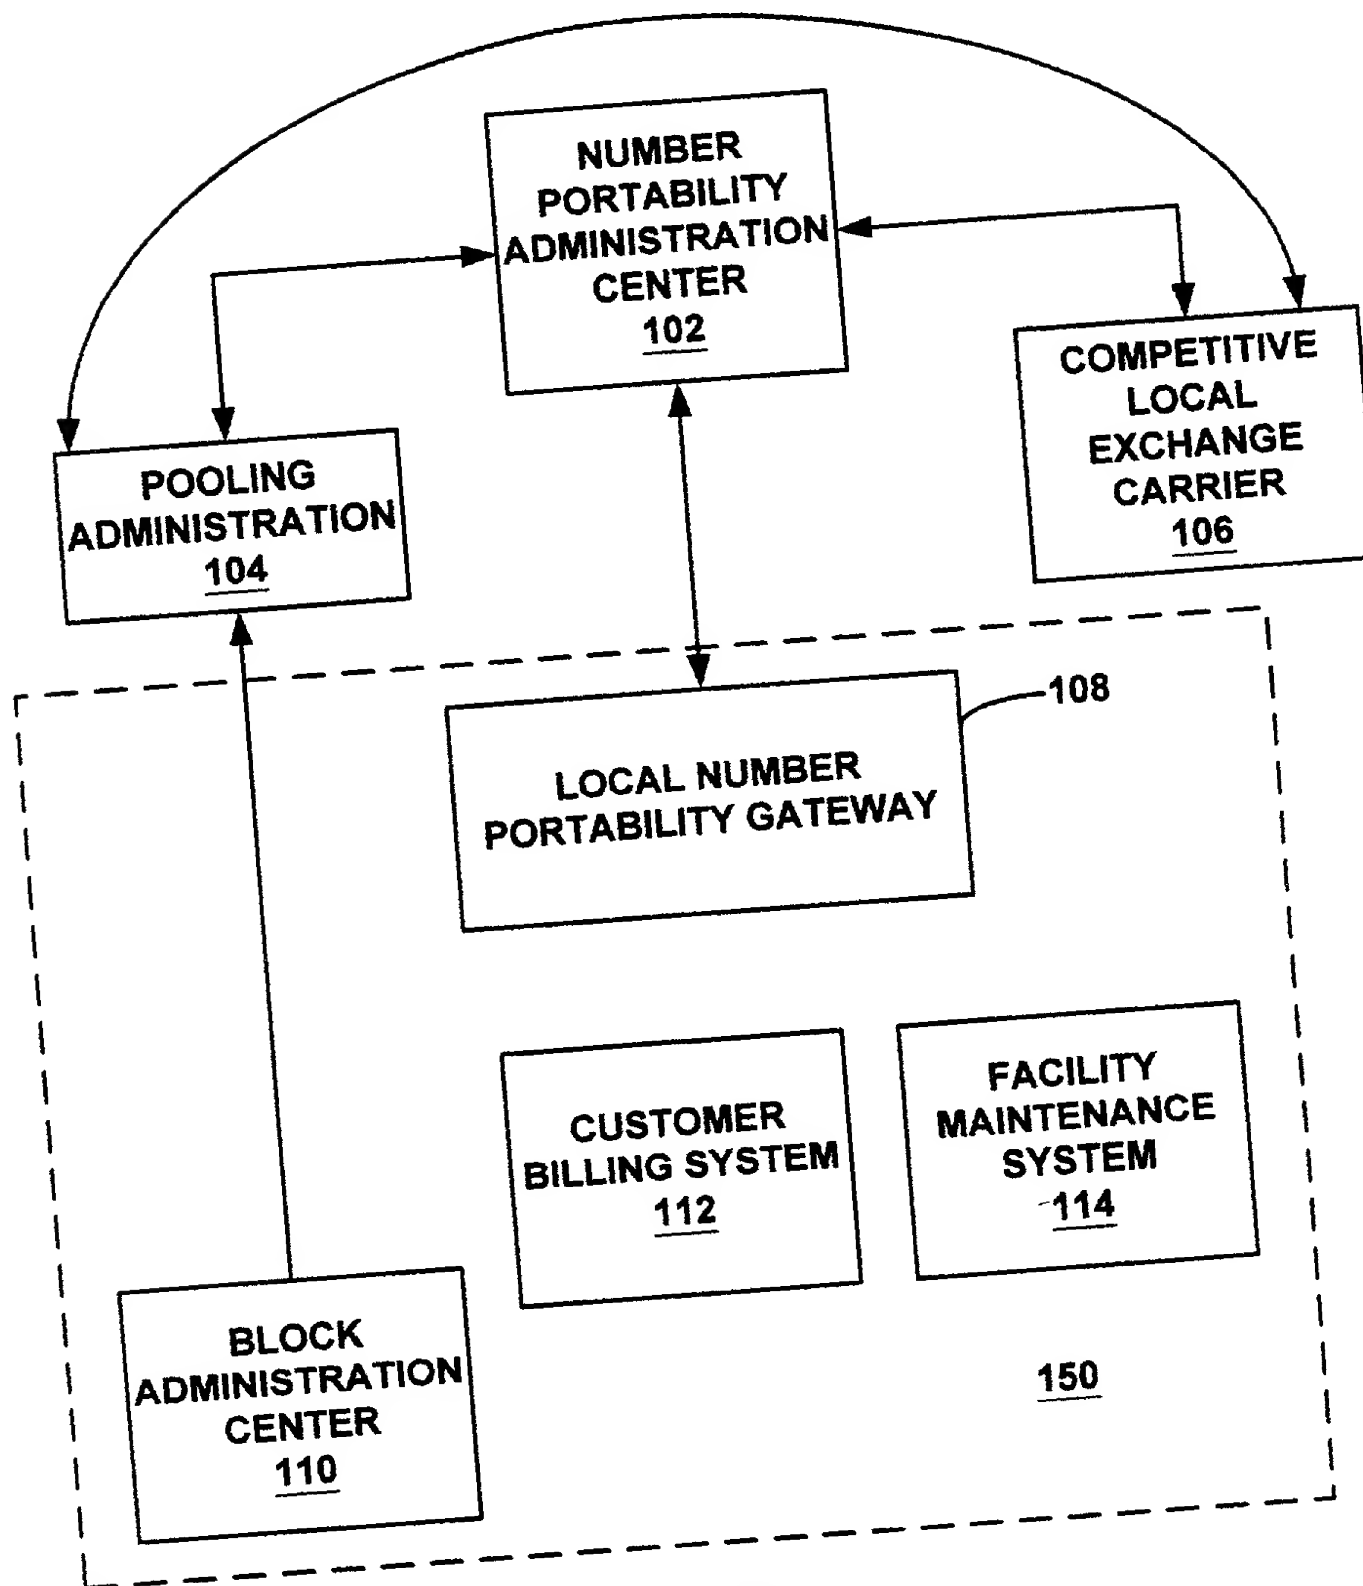 NUMBER
PORTABILITY
ADMINISTRATION
CENTER
102
COMPETITIVE
LOCAL
EXCHANGE
CARRIER
106
POOLING
ADMINISTRATION
104
108
LOCAL NUMBER
PORTABILITY GATEWAY
FACILITY
MAINTENANCE
SYSTEM
114
CUSTOMER
BILLING SYSTEM
112
BLOCK
ADMINISTRATION
CENTER
110
150